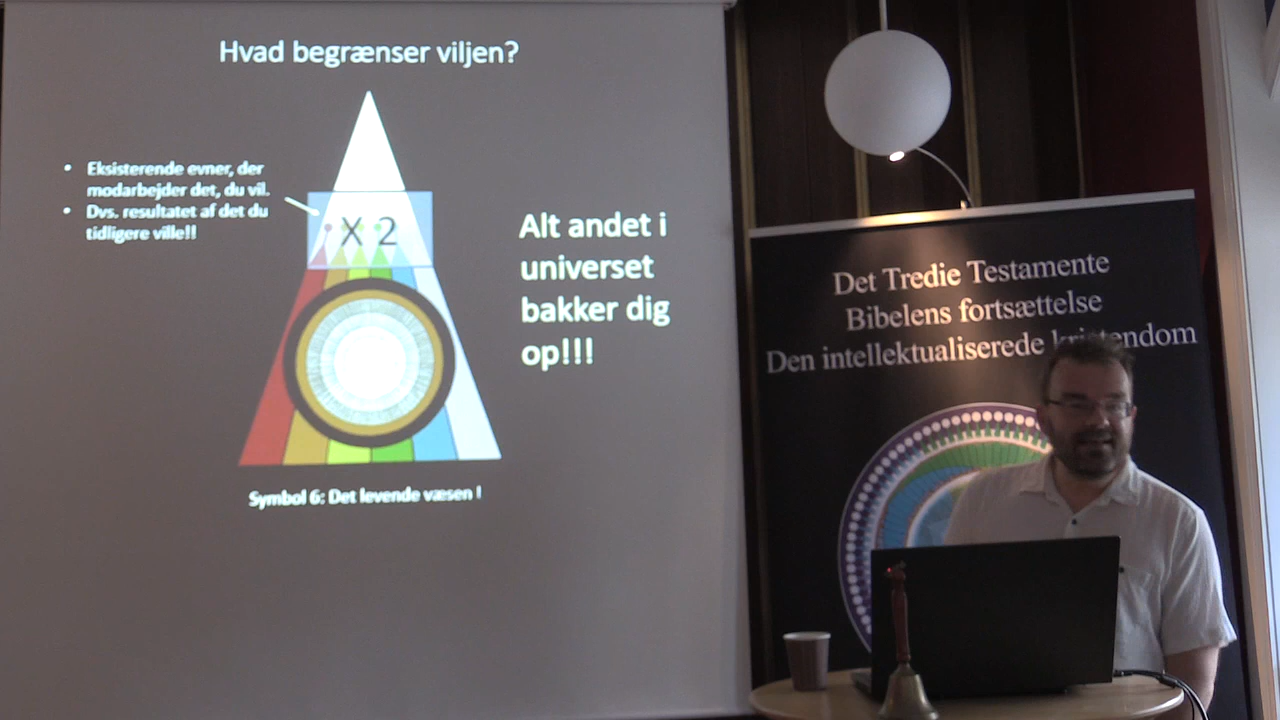 Hvad begrænser viljen?
• Eksisterende evner, der
modarbejder det, du vil.
• Dvs. resultatet af det du
tidligere ville!!
X 2
Alt andet i
universet
bakker dig
op!!!
Symbol 6: Det levende væsen I
Det Tredie Testamente
Bibelens fortsættelse
Den intellektualiserede kristendom